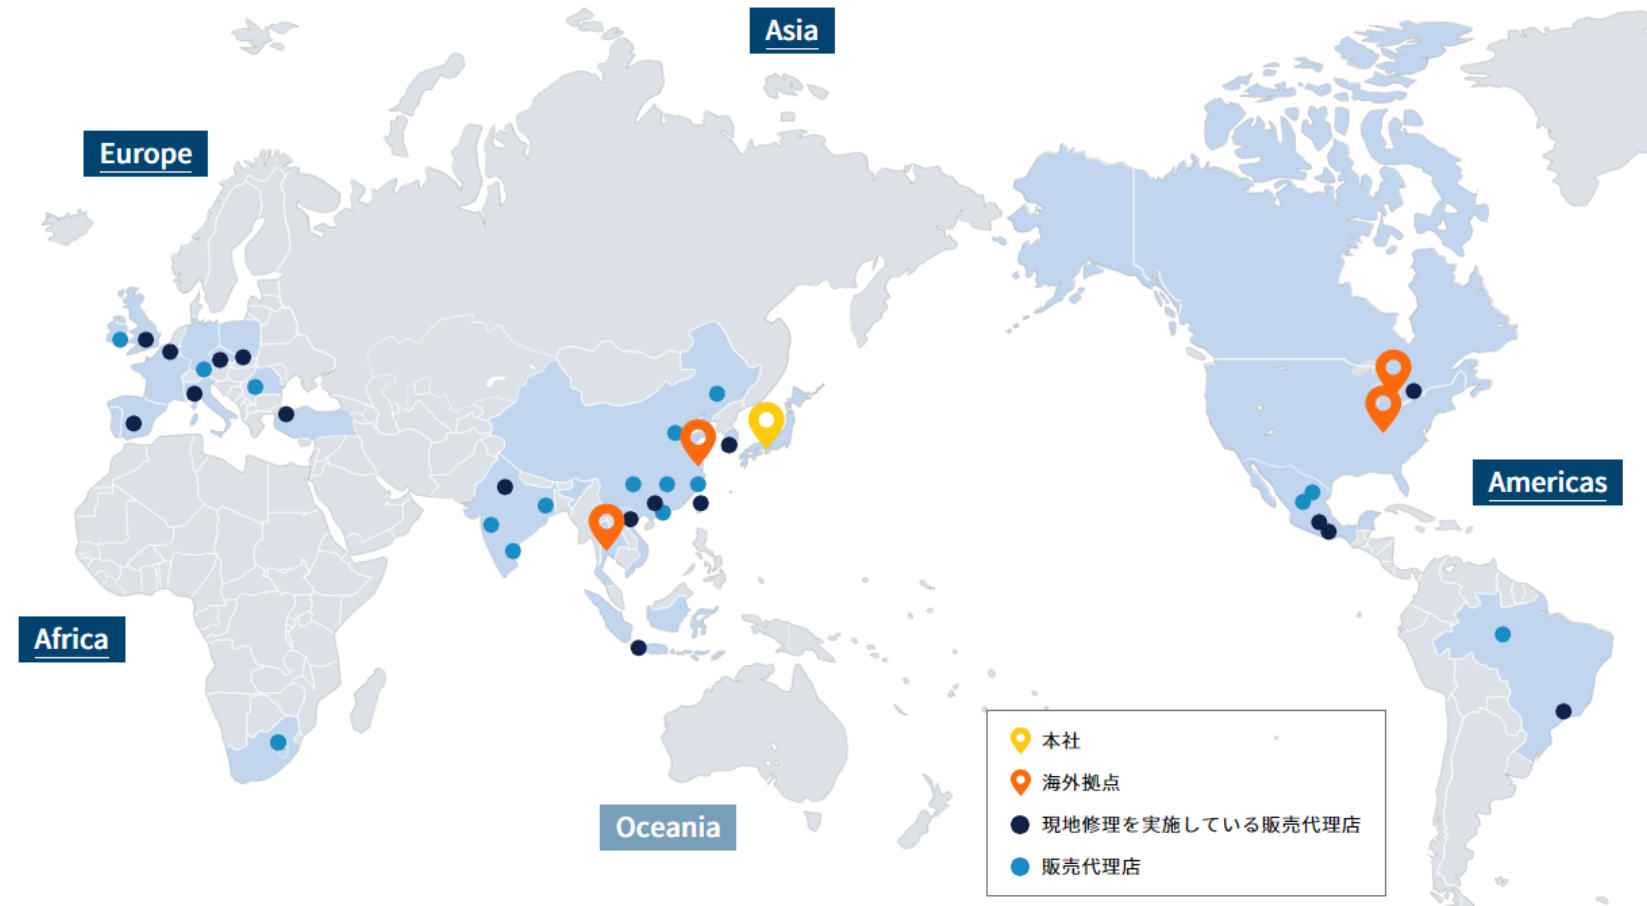 Asia
Europe
Americas
Africa
Oceania
本社
海外拠点
現地修理を実施している販売代理店
販売代理店